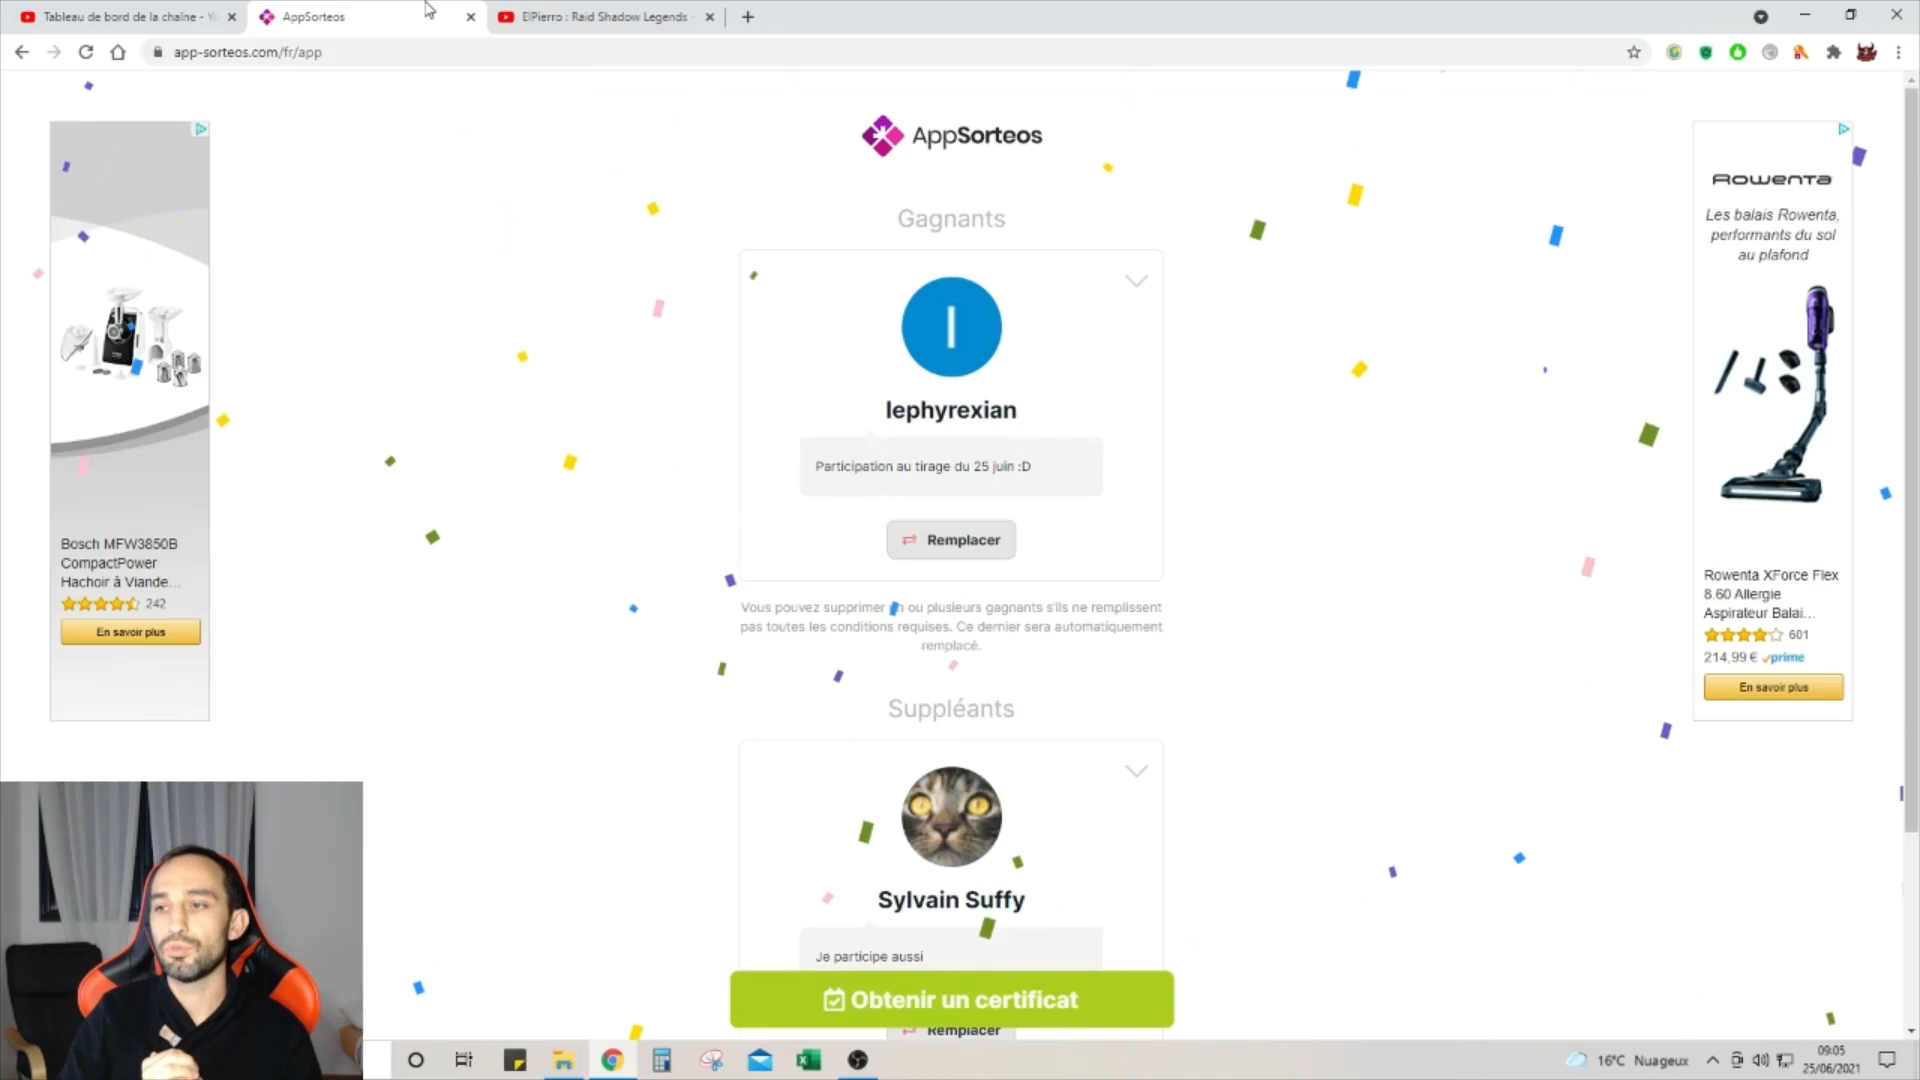 Tableau de bord de la chaîne - Yo
AppSorteos
ElPierro : Raid Shadow Legends -
app-sorteos.com/fr/app
AppSorteos
Gagnants
l
lephyrexian
Participation au tirage du 25 juin :D
Remplacer
Vous pouvez supprimer un ou plusieurs gagnants s'ils ne remplissent
pas toutes les conditions requises. Ce dernier sera automatiquement
remplacé.
Suppléants
Sylvain Suffy
Je participe aussi
Obtenir un certificat
Remplacer
Bosch MFW3850B
CompactPower
Hachoir à Viande...
242
En savoir plus
Rowenta
Les balais Rowenta,
performants du sol
au plafond
Rowenta XForce Flex
8.60 Allergie
Aspirateur Balai...
601
214,99 € prime
En savoir plus
16°C Nuageux
09:05
25/06/2021